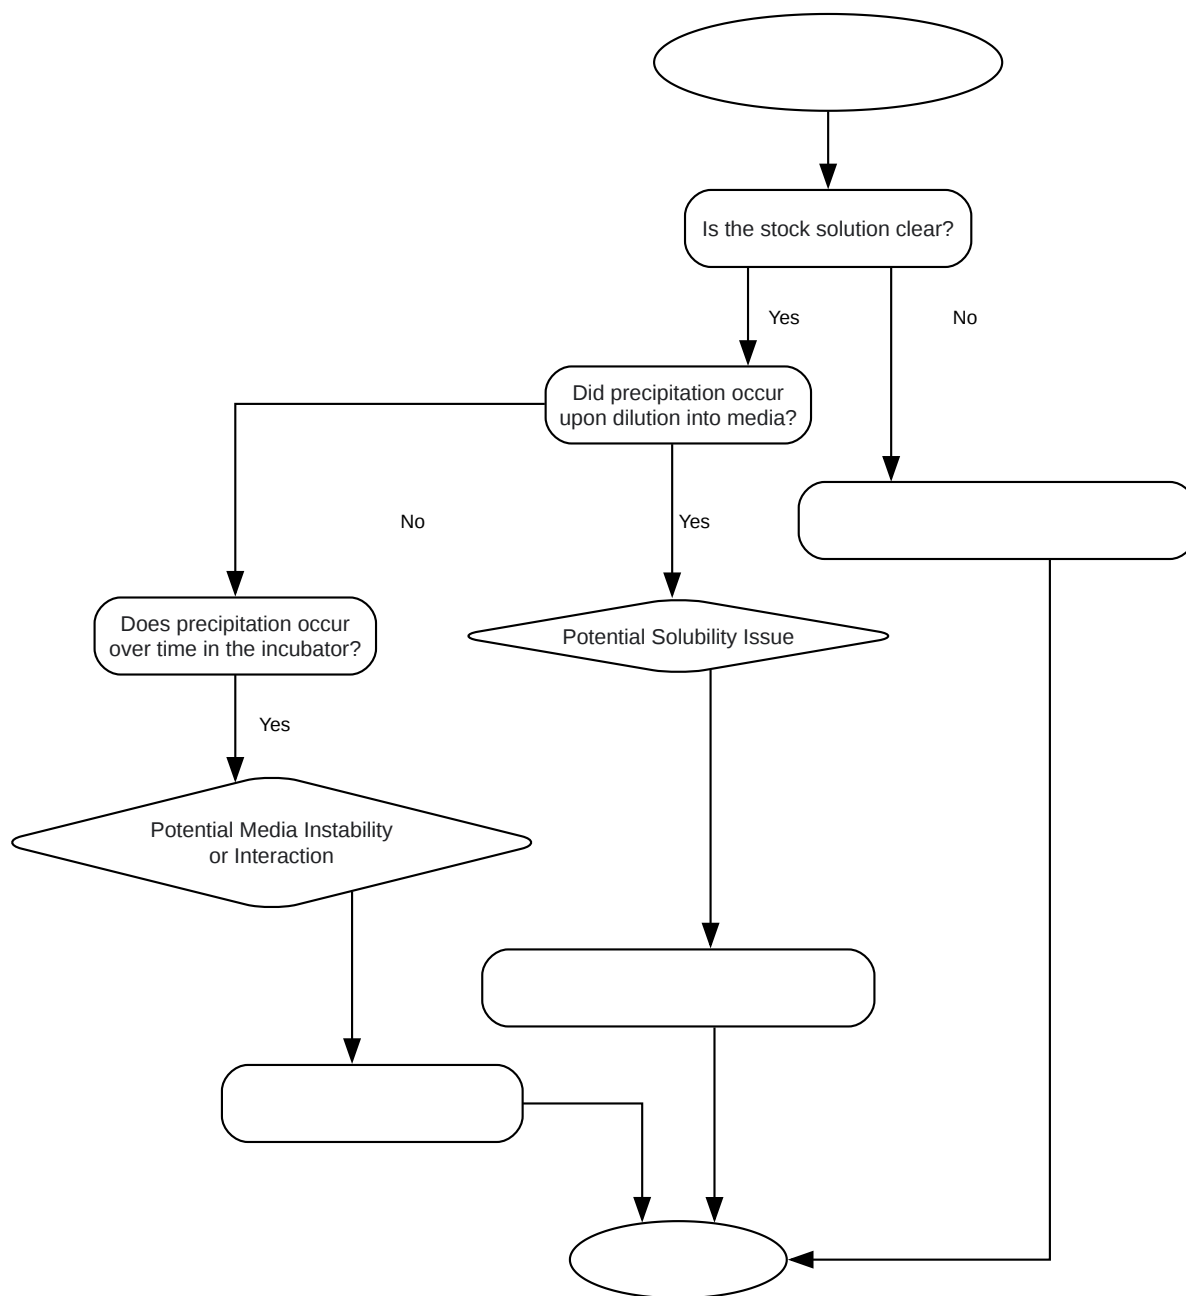 Is the stock solution clear?
Yes
No
Did precipitation occur
upon dilution into media?
No
Yes
Does precipitation occur
over time in the incubator?
Potential Solubility Issue
Yes
Potential Media Instability
or Interaction